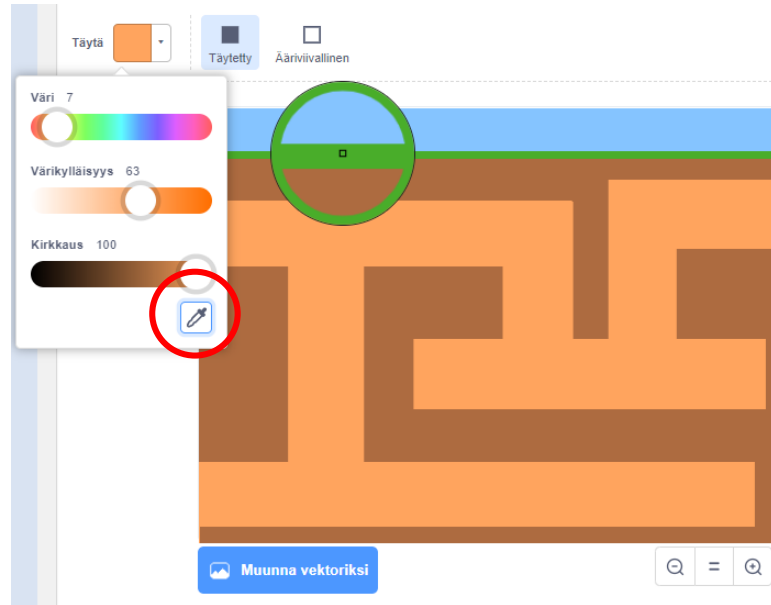 Täytä
Täytetty
Ääriviivallinen
Väri 7
Värikylläisyys 63
Kirkkaus 100
Muunna vektoriksi